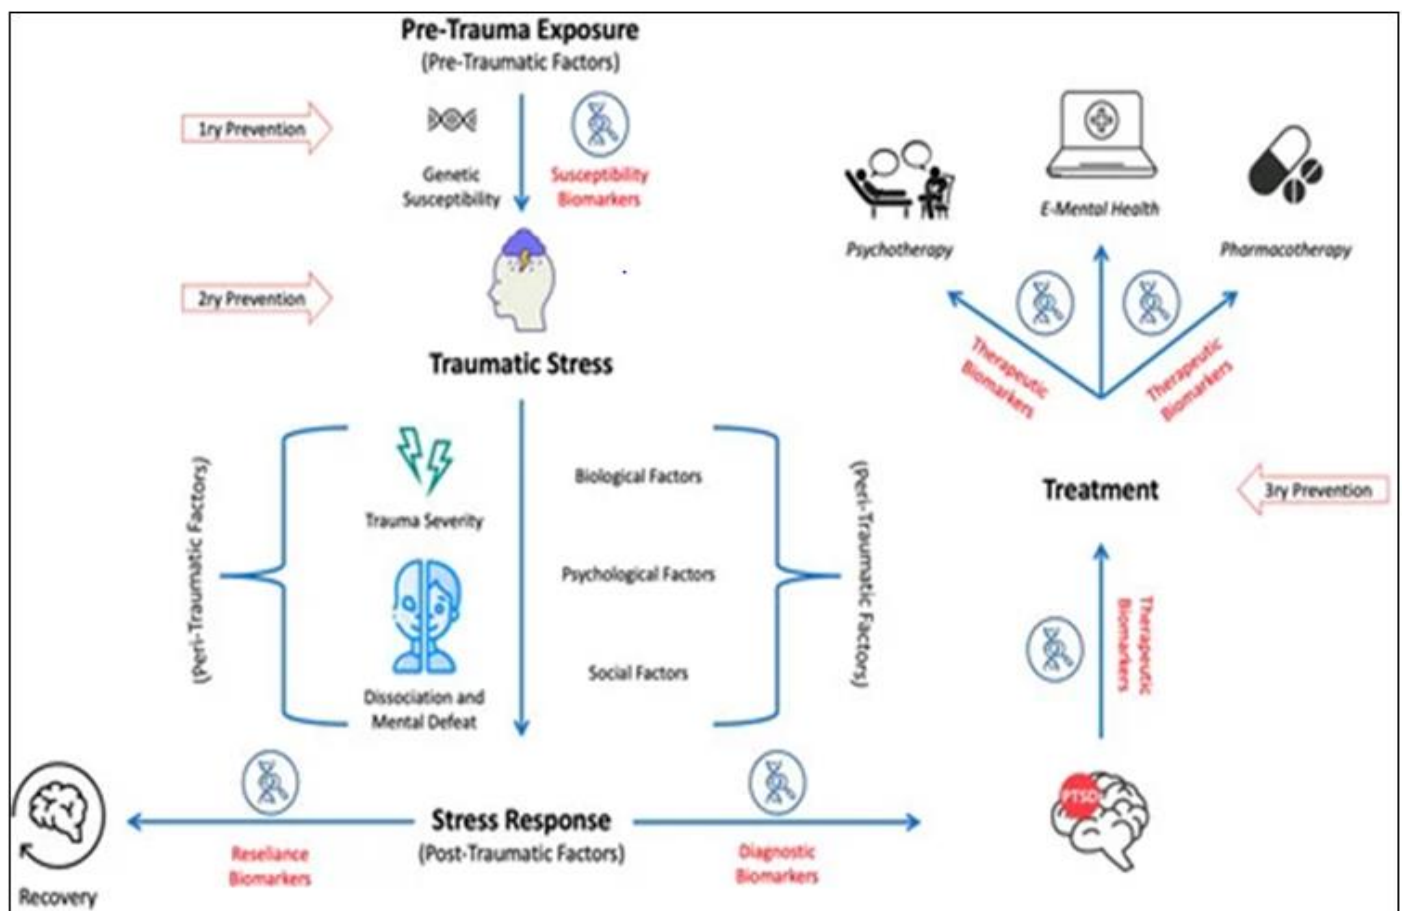 Pre-Trauma Exposure
(Pre-Traumatic Factors)
1ry Prevention
Genetic
Susceptibility
Susceptibility
Biomarkers
2ry Prevention
Traumatic Stress
(Peri-Traumatic Factors)
Trauma Severity
Dissociation and
Mental Defeat
Biological Factors
Psychological Factors
Social Factors
(Peri-Traumatic Factors)
Stress Response
(Post-Traumatic Factors)
Reseliance
Biomarkers
Recovery
Diagnostic
Biomarkers
PTSD
Therapeutic
Biomarkers
Treatment
3ry Prevention
Therapeutic
Biomarkers
Therapeutic
Biomarkers
Psychotherapy
E-Mental Health
Pharmacotherapy